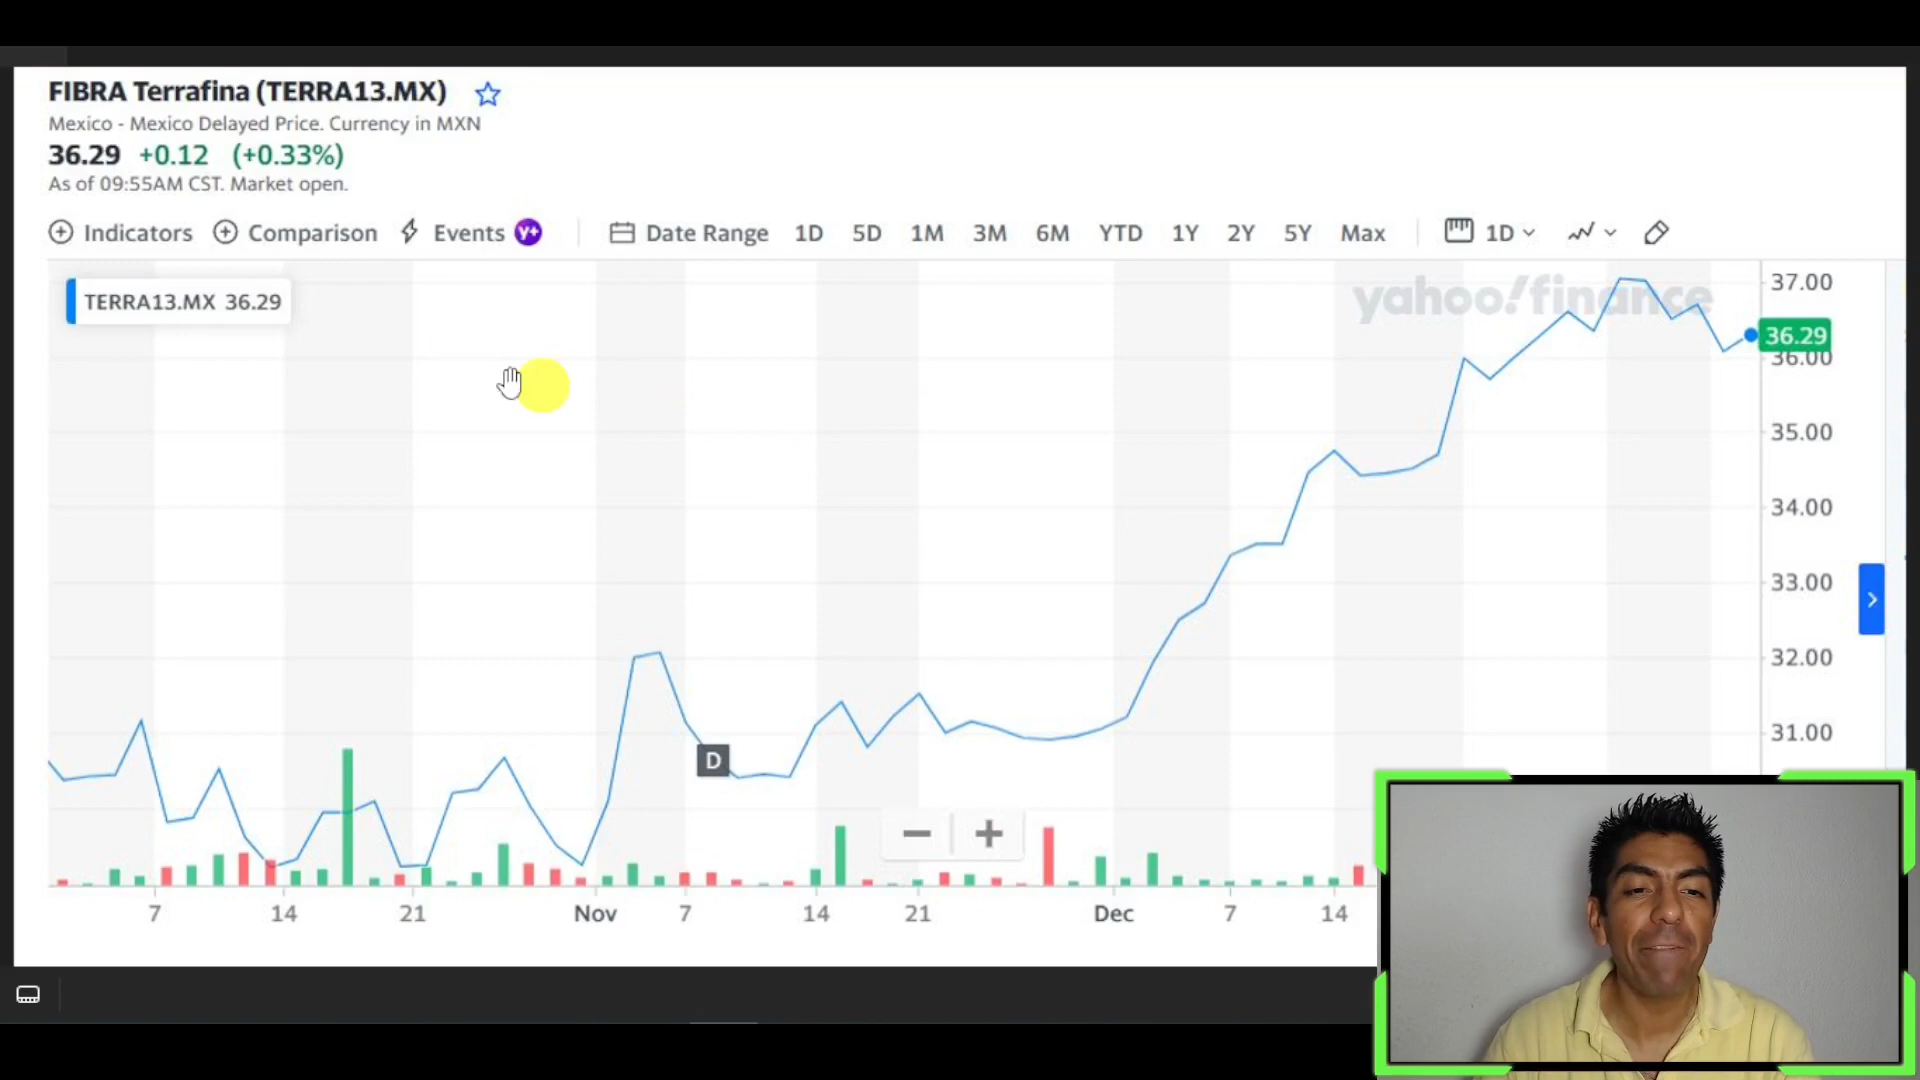 FIBRA Terrafina (TERRA13.MX)
Mexico - Mexico Delayed Price. Currency in MXN
36.29 +0.12 (+0.33%)
As of 09:55AM CST. Market open.
Indicators Comparison Events Y+ Date Range 1D 5D 1M 3M 6M YTD 1Y 2Y 5Y Max 1D
TERRA13.MX 36.29
yahoo!finance
37.00
36.29
36.00
35.00
34.00
33.00
32.00
31.00
D
7 14 21 Nov 7 14 21 Dec 7 14